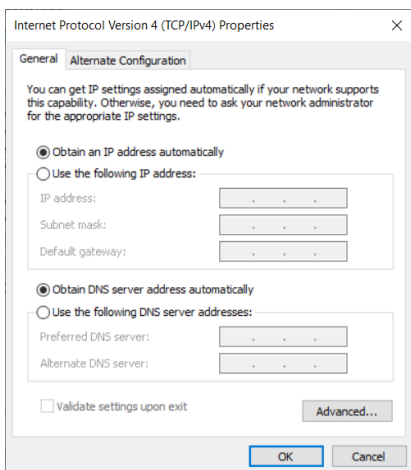 Internet Protocol Version 4 (TCP/IPv4) Properties
General
Alternate Configuration
You can get IP settings assigned automatically if your network supports
this capability. Otherwise, you need to ask your network administrator
for the appropriate IP settings.
Obtain an IP address automatically
Use the following IP address:
IP address:
Subnet mask:
Default gateway:
Obtain DNS server address automatically
Use the following DNS server addresses:
Preferred DNS server:
Alternate DNS server:
Validate settings upon exit
Advanced...
OK
Cancel